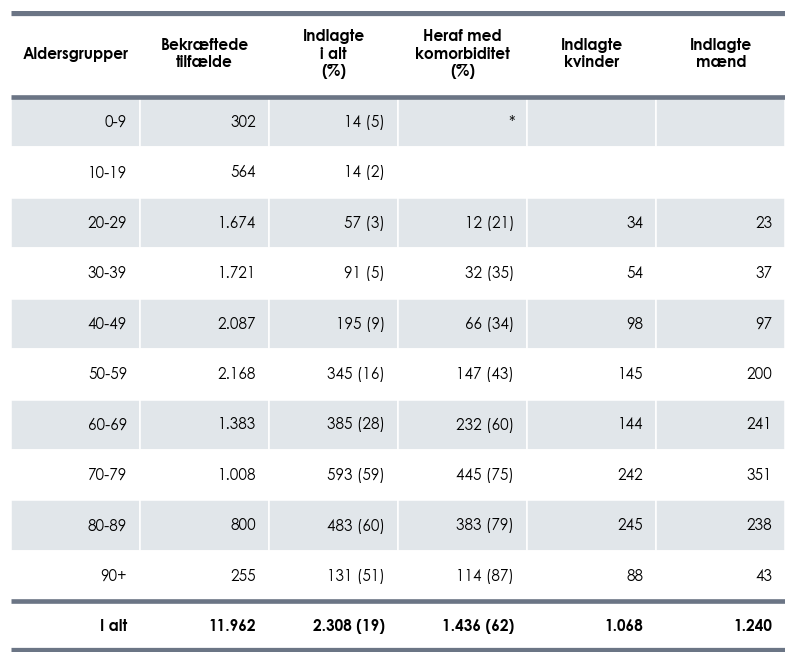 Aldersgrupper Bekræftede tilfælde Indlagte i alt (%) Heraf med komorbiditet (%) Indlagte kvinder Indlagte mænd
0-9 302 14 (5) *
10-19 564 14 (2)
20-29 1.674 57 (3) 12 (21) 34 23
30-39 1.721 91 (5) 32 (35) 54 37
40-49 2.087 195 (9) 66 (34) 98 97
50-59 2.168 345 (16) 147 (43) 145 200
60-69 1.383 385 (28) 232 (60) 144 241
70-79 1.008 593 (59) 445 (75) 242 351
80-89 800 483 (60) 383 (79) 245 238
90+ 255 131 (51) 114 (87) 88 43
I alt 11.962 2.308 (19) 1.436 (62) 1.068 1.240